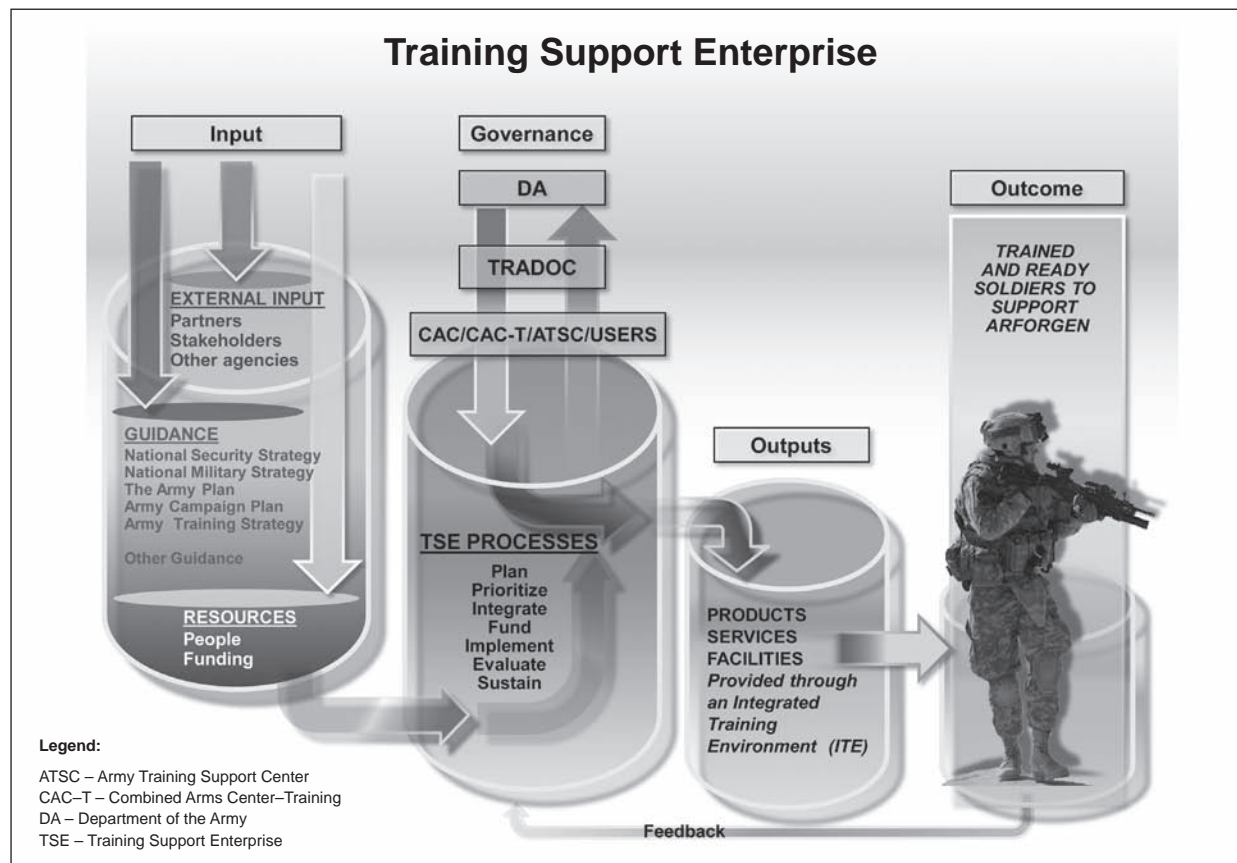 Training Support Enterprise
Input
EXTERNAL INPUT
Partners
Stakeholders
Other agencies
GUIDANCE
National Security Strategy
National Military Strategy
The Army Plan
Army Campaign Plan
Army Training Strategy
Other Guidance
RESOURCES
People
Funding
Governance
DA
TRADOC
CAC/CAC-T/ATSC/USERS
TSE PROCESSES
Plan
Prioritize
Integrate
Fund
Implement
Evaluate
Sustain
Outputs
PRODUCTS
SERVICES
FACILITIES
Provided through
an Integrated
Training
Environment (ITE)
Outcome
TRAINED
AND READY
SOLDIERS TO
SUPPORT
ARFORGEN
Feedback
Legend:
ATSC – Army Training Support Center
CAC–T – Combined Arms Center–Training
DA – Department of the Army
TSE – Training Support Enterprise